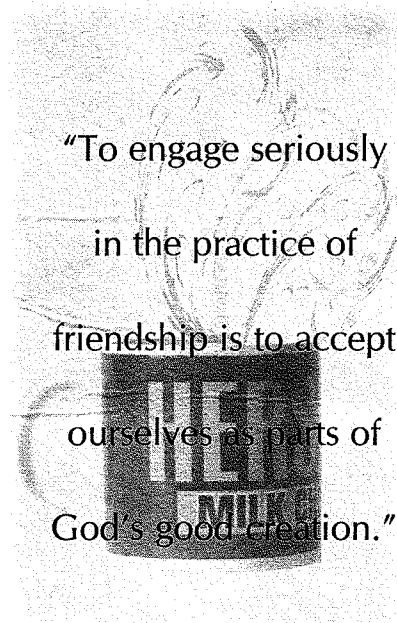 “To engage seriously
in the practice of
friendship is to accept
ourselves as parts of
God's good creation.”
MILK